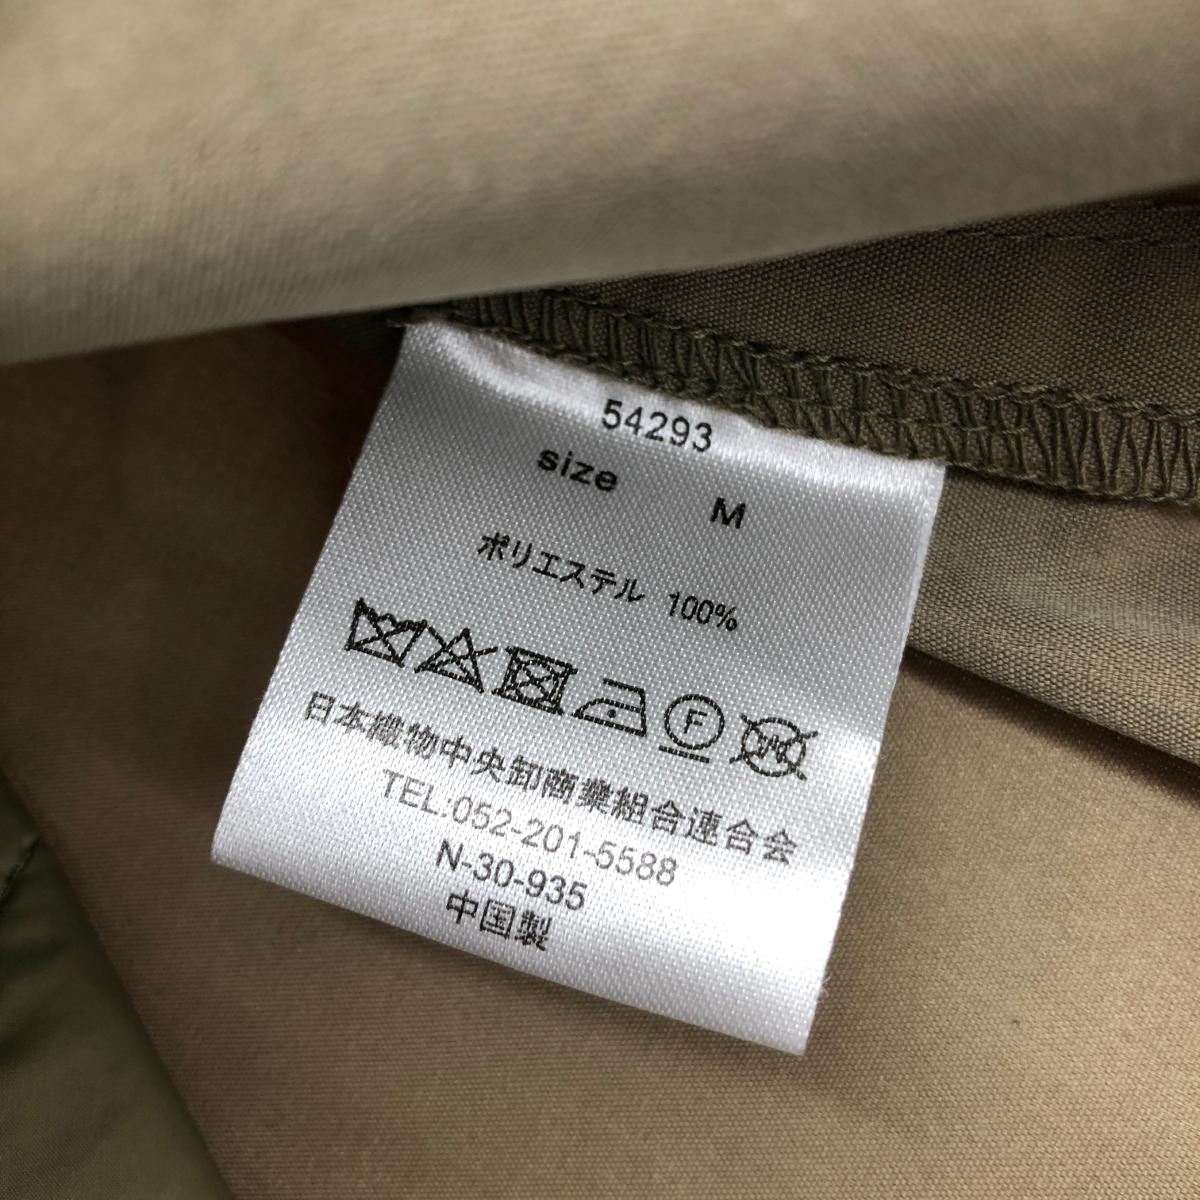 54293
size M
ポリエステル 100%
F
W
日本織物中央卸商業組合連合会
TEL:052-201-5588
N-30-935
中国製